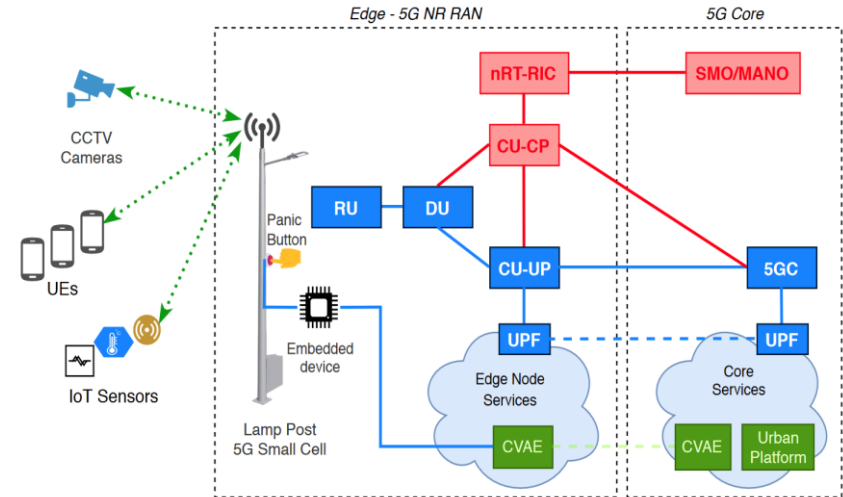 Edge - 5G NR RAN
5G Core
nRT-RIC
SMO/MANO
CU-CP
CCTV
Cameras
RU
DU
Panic
Button
CU-UP
5GC
UEs
UPF
UPF
Embedded
device
Edge Node
Services
Core
Services
IoT Sensors
Lamp Post
5G Small Cell
CVAE
CVAE
Urban
Platform